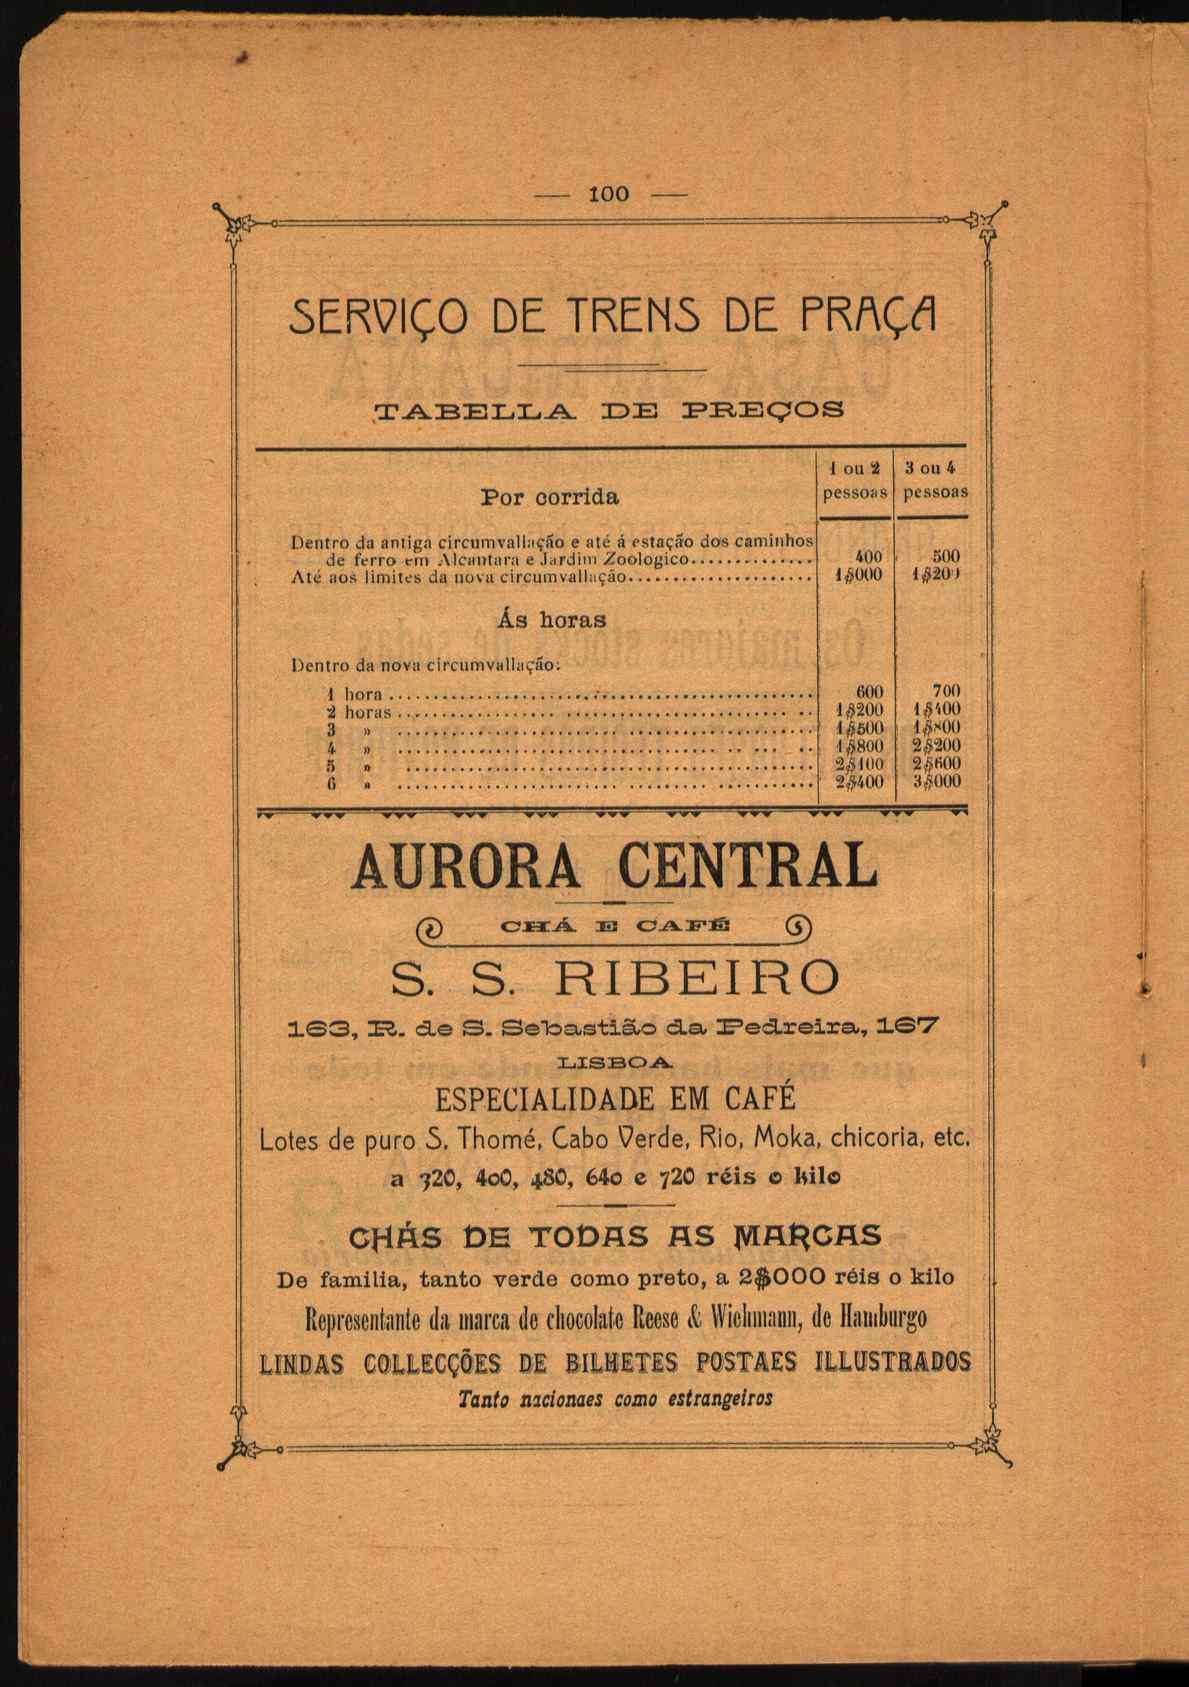 — 100 —
SERVIÇO DE TRENS DE PRAÇA
TABELLA DE PREÇOS
Por corrida 1 ou 2 pessoas 3 ou 4 pessoas
Dentro da antiga circumvallação e até á estação dos caminhos
de ferro em Alcantara e Jardim Zoologico.............. 400 500
Até aos limites da nova circumvallação..................... 1$000 1$200
Ás horas
Dentro da nova circumvallação:
1 hora ................................................ 600 700
2 horas ............................................... 1$200 1$400
3 » ............................................... 1$500 1$800
4 » ............................................... 1$800 2$200
5 » ............................................... 2$100 2$600
6 » ............................................... 2$400 3$000
AURORA CENTRAL
CHÁ E CAFÉ
S. S. RIBEIRO
163, R. de S. Sebastião da Pedreira, 167
LISBOA
ESPECIALIDADE EM CAFÉ
Lotes de puro S. Thomé, Cabo Verde, Rio, Moka, chicoria, etc.
a 320, 400, 480, 640 e 720 réis o kilo
CHÁS DE TODAS AS MARCAS
De familia, tanto verde como preto, a 2$000 réis o kilo
Representante da marca de chocolate Reese & Wichmann, de Hamburgo
LINDAS COLLECÇÕES DE BILHETES POSTAES ILLUSTRADOS
Tanto nacionaes como estrangeiros